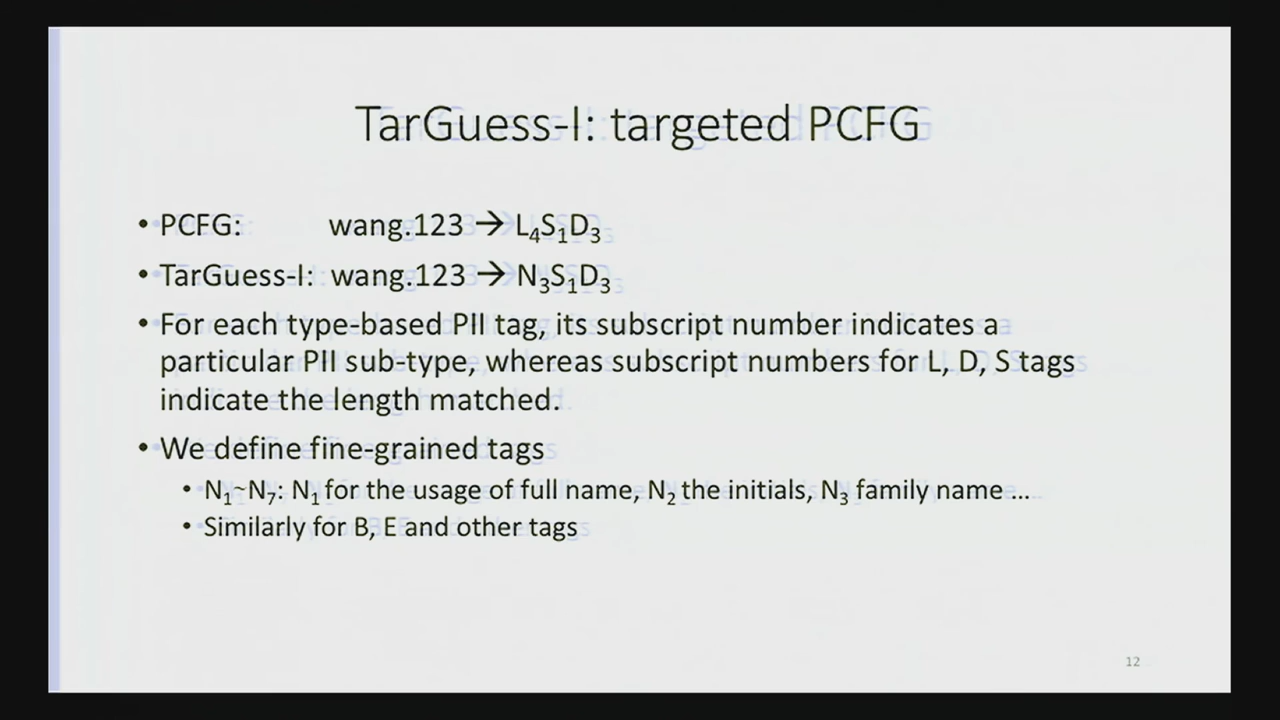 TarGuess-I: targeted PCFG
• PCFG: wang.123 → L₄S₁D₃
• TarGuess-I: wang.123 → N₃S₁D₃
• For each type-based PII tag, its subscript number indicates a
particular PII sub-type, whereas subscript numbers for L, D, S tags
indicate the length matched.
• We define fine-grained tags
• N₁~N₇: N₁ for the usage of full name, N₂ the initials, N₃ family name …
• Similarly for B, E and other tags
12